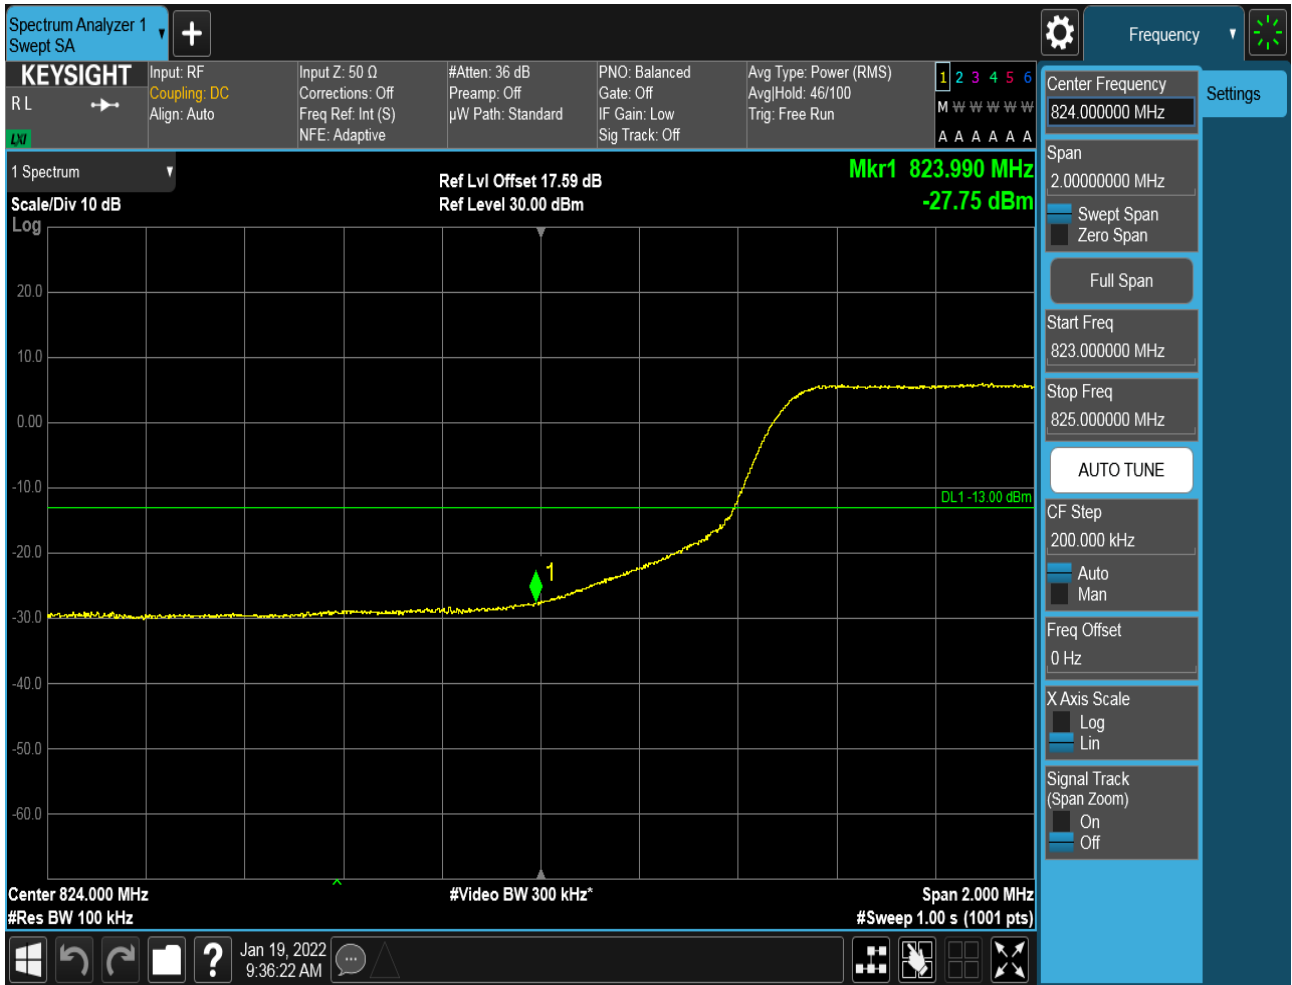 Spectrum Analyzer 1
Swept SA
Frequency
KEYSIGHT
R L
LXI
Input: RF
Coupling: DC
Align: Auto
Input Z: 50 Ω
Corrections: Off
Freq Ref: Int (S)
NFE: Adaptive
#Atten: 36 dB
Preamp: Off
µW Path: Standard
PNO: Balanced
Gate: Off
IF Gain: Low
Sig Track: Off
Avg Type: Power (RMS)
Avg|Hold: 46/100
Trig: Free Run
1 2 3 4 5 6
M W W W W W
A A A A A A
1 Spectrum
Scale/Div 10 dB
Log
Ref Lvl Offset 17.59 dB
Ref Level 30.00 dBm
Mkr1 823.990 MHz
-27.75 dBm
20.0
10.0
0.00
-10.0
-20.0
-30.0
-40.0
-50.0
-60.0
DL1 -13.00 dBm
1
Center 824.000 MHz
#Res BW 100 kHz
#Video BW 300 kHz*
Span 2.000 MHz
#Sweep 1.00 s (1001 pts)
Jan 19, 2022
9:36:22 AM
?
Center Frequency
824.000000 MHz
Settings
Span
2.00000000 MHz
Swept Span
Zero Span
Full Span
Start Freq
823.000000 MHz
Stop Freq
825.000000 MHz
AUTO TUNE
CF Step
200.000 kHz
Auto
Man
Freq Offset
0 Hz
X Axis Scale
Log
Lin
Signal Track
(Span Zoom)
On
Off